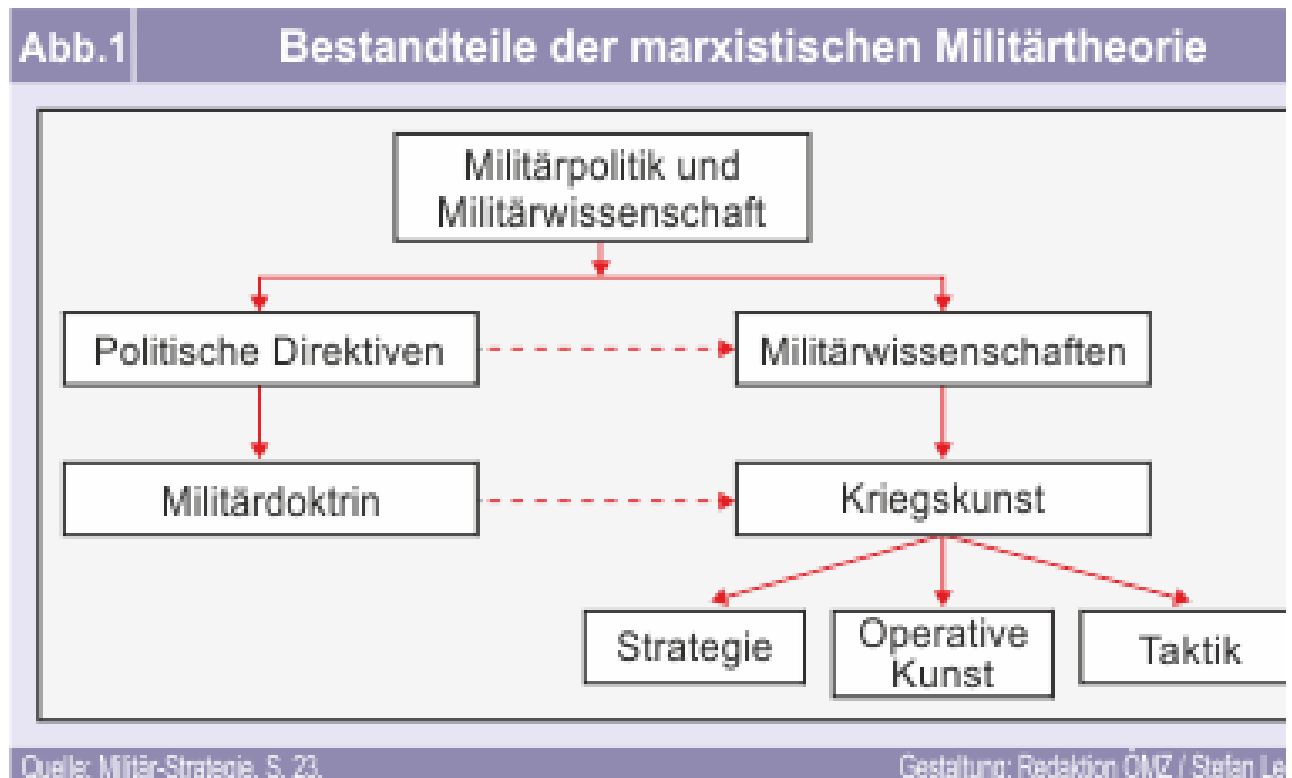 Abb.1
Bestandteile der marxistischen Militärtheorie
Militärpolitik und
Militärwissenschaft
Politische Direktiven
Militärwissenschaften
Militärdoktrin
Kriegskunst
Strategie
Operative
Kunst
Taktik
Quelle: Militär-Strategie, S. 23.
Gestaltung: Redaktion ÖMZ / Stefan